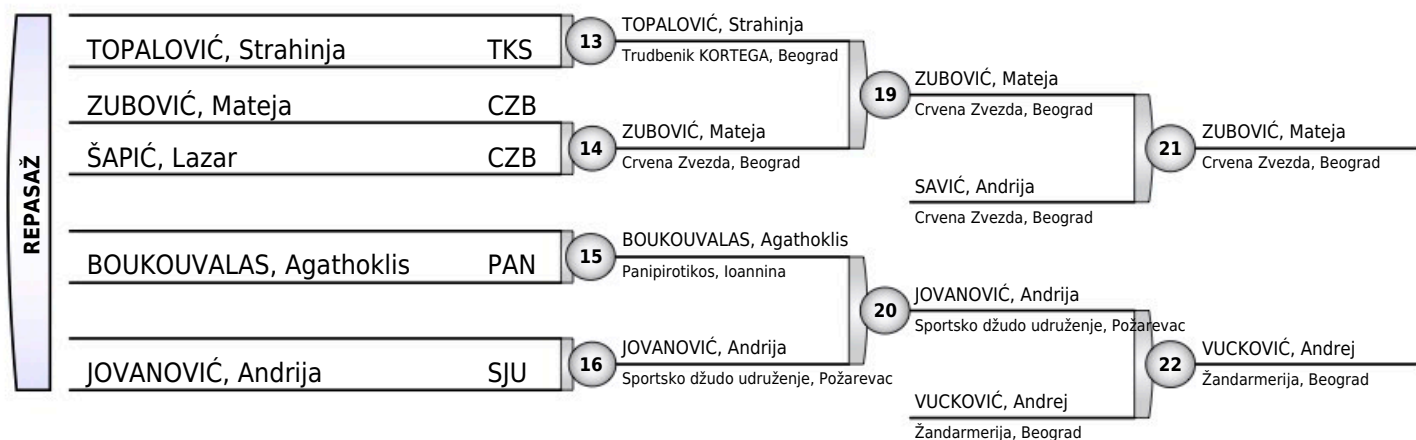 REPASAŽ
TOPALOVIĆ, Strahinja TKS
ZUBOVIĆ, Mateja CZB
ŠAPIĆ, Lazar CZB
BOUKOUVALAS, Agathoklis PAN
JOVANOVIĆ, Andrija SJU
13
TOPALOVIĆ, Strahinja
Trudbenik KORTEGA, Beograd
14
ZUBOVIĆ, Mateja
Crvena Zvezda, Beograd
15
BOUKOUVALAS, Agathoklis
Panipirotikos, Ioannina
16
JOVANOVIĆ, Andrija
Sportsko džudo udruženje, Požarevac
19
ZUBOVIĆ, Mateja
Crvena Zvezda, Beograd
SAVIĆ, Andrija
Crvena Zvezda, Beograd
20
JOVANOVIĆ, Andrija
Sportsko džudo udruženje, Požarevac
VUCKOVIĆ, Andrej
Žandarmerija, Beograd
21
ZUBOVIĆ, Mateja
Crvena Zvezda, Beograd
22
VUCKOVIĆ, Andrej
Žandarmerija, Beograd